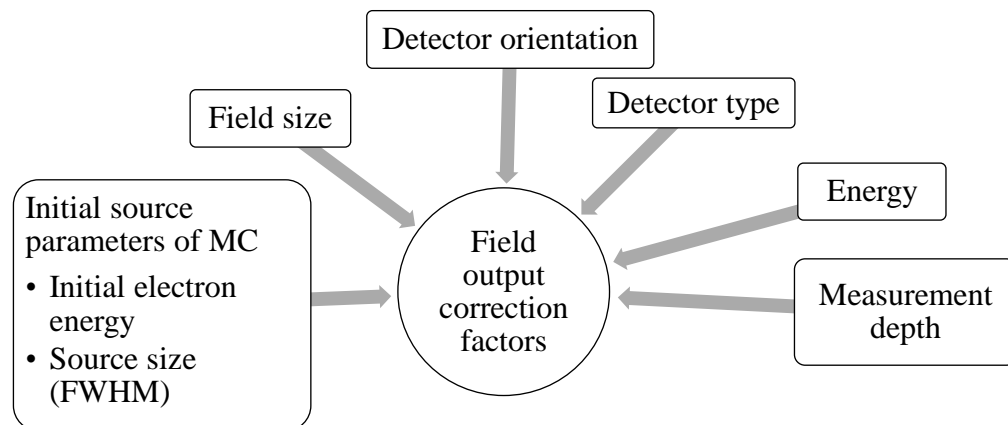 Detector orientation
Field size
Detector type
Initial source
parameters of MC
• Initial electron
energy
• Source size
(FWHM)
Field
output
correction
factors
Energy
Measurement
depth